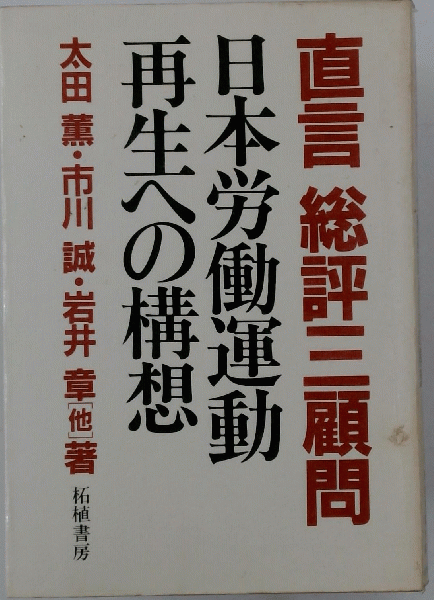 直言 総評三顧問
日本労働運動
再生への構想
太田 薫・市川 誠・岩井 章[他]著
柘植書房